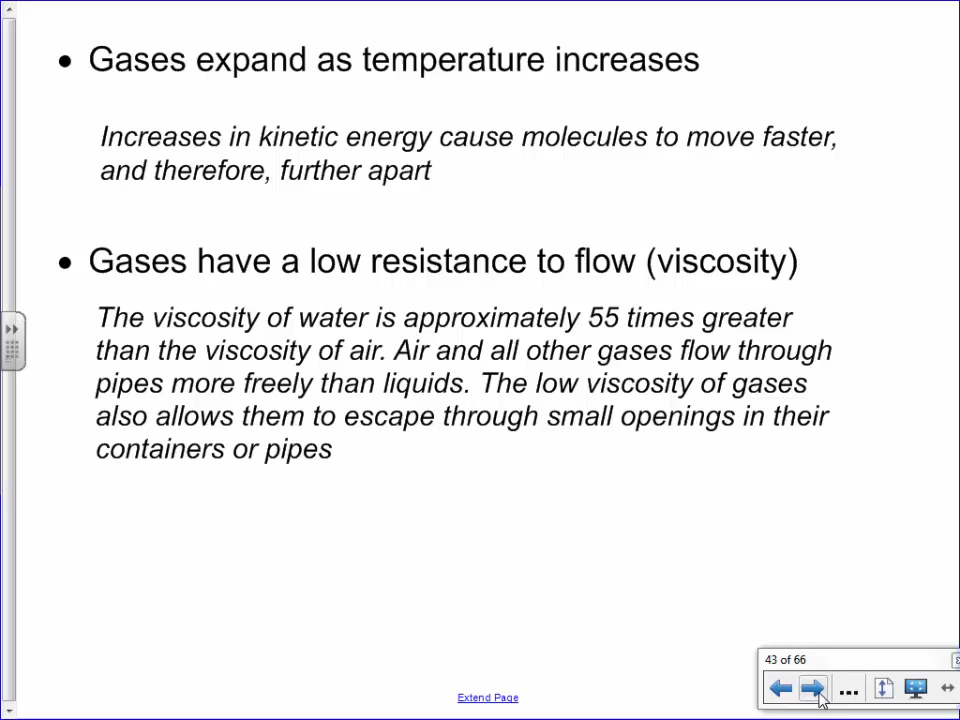 • Gases expand as temperature increases
Increases in kinetic energy cause molecules to move faster,
and therefore, further apart
• Gases have a low resistance to flow (viscosity)
The viscosity of water is approximately 55 times greater
than the viscosity of air. Air and all other gases flow through
pipes more freely than liquids. The low viscosity of gases
also allows them to escape through small openings in their
containers or pipes
43 of 66
Extend Page